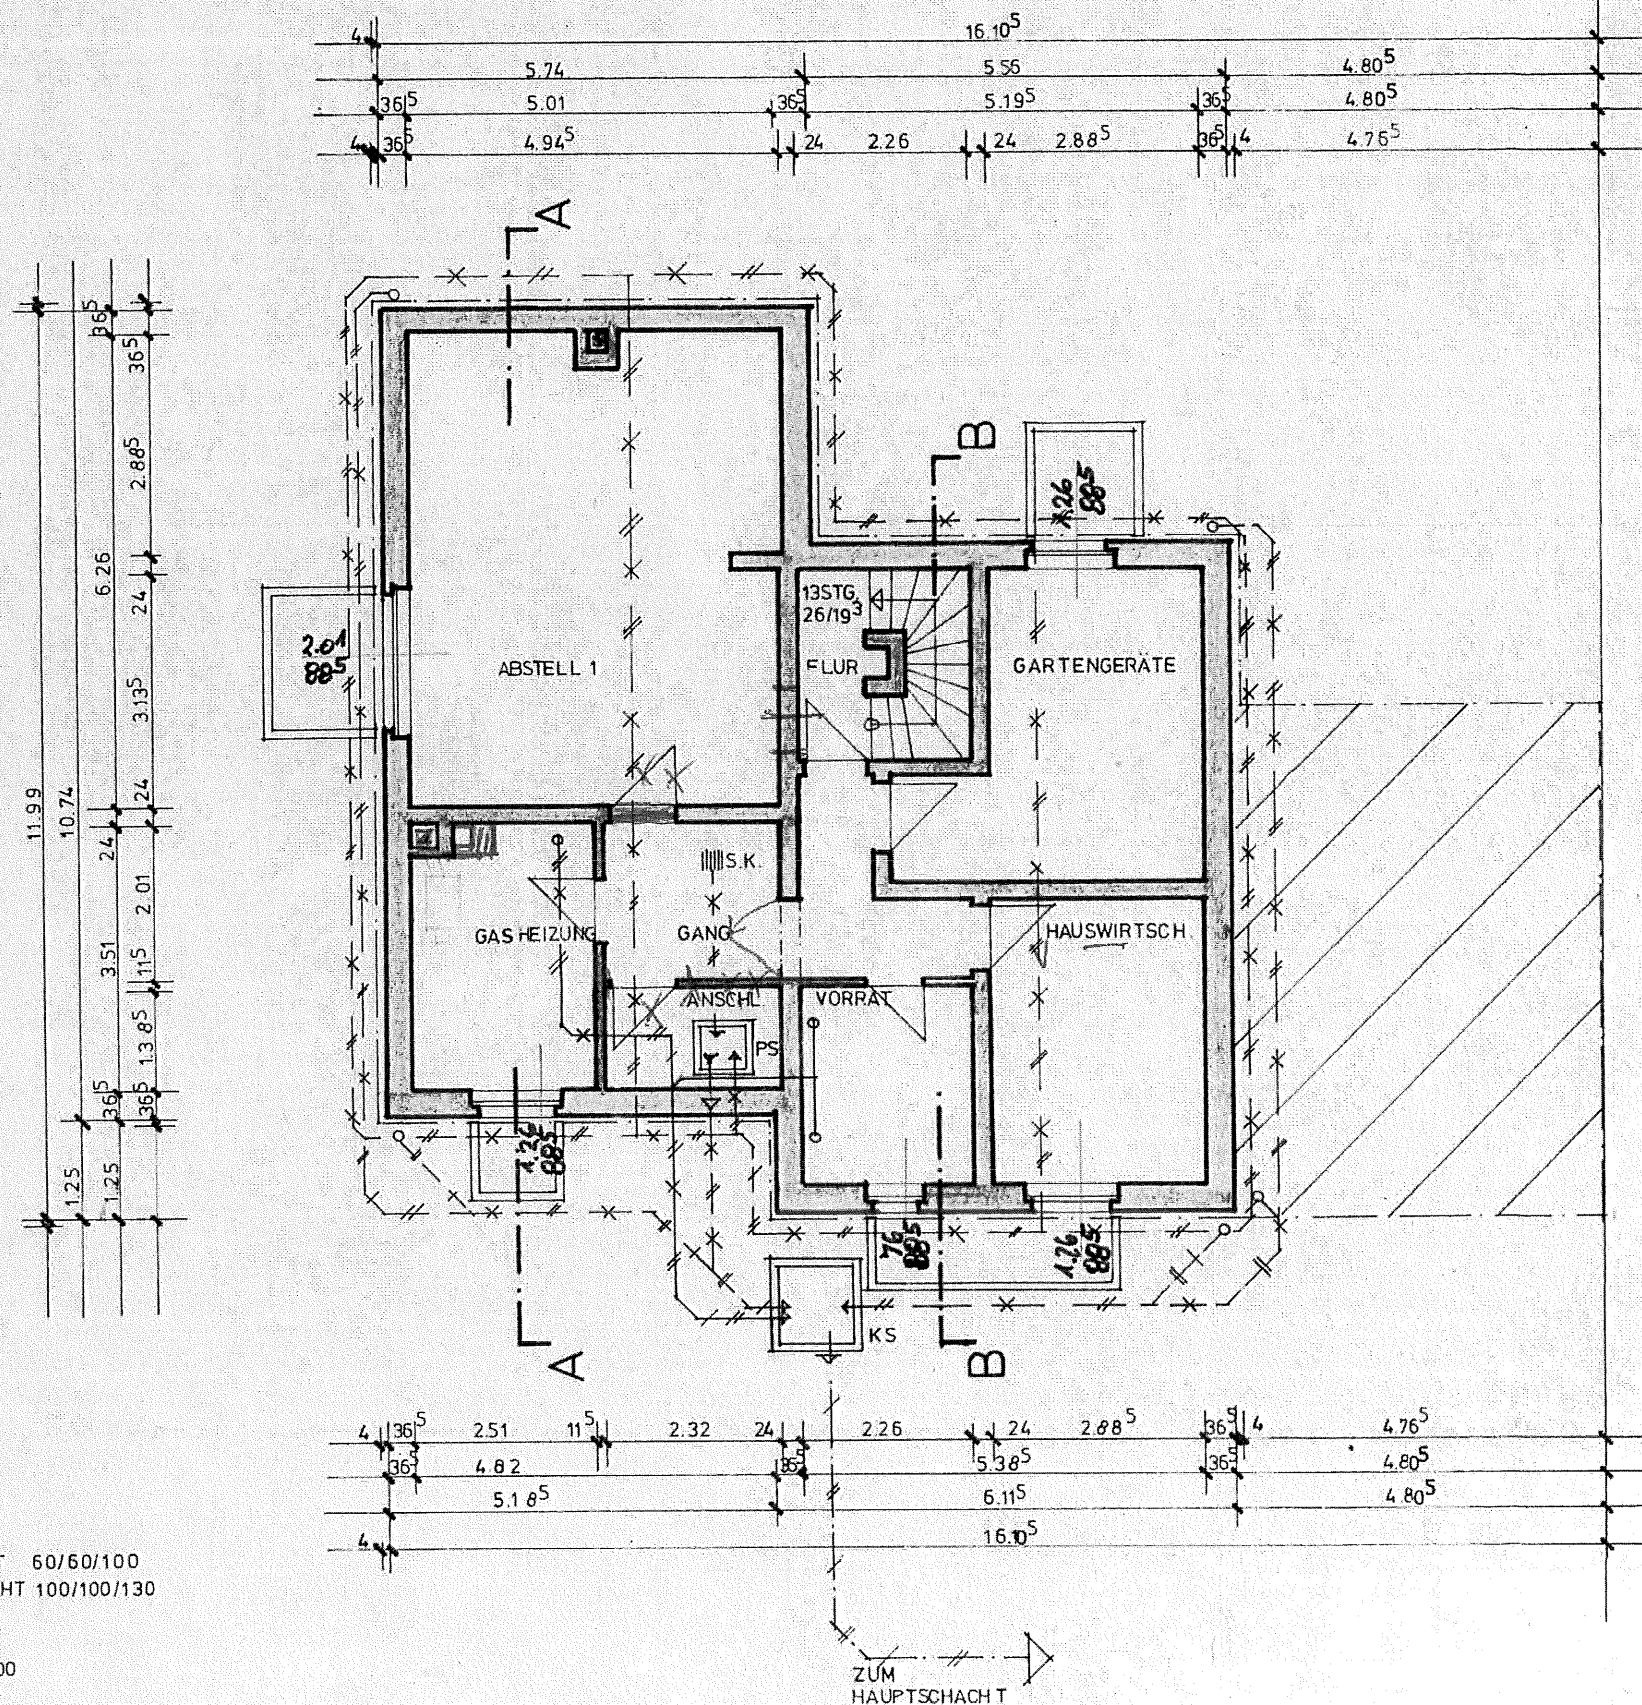 4 16.10⁵
5.74 5.56 4.80⁵
36⁵ 5.01 36⁵ 5.19⁵ 36⁵ 4.80⁵
4 36⁵ 4.94⁵ 24 2.26 24 2.88⁵ 36⁵ 4 4.76⁵
A
B
1.26
88⁵
36⁵ 2.88⁵ 24 3.13⁵ 24 2.01 11⁵ 1.38⁵ 36⁵
36⁵ 6.26 24 3.51 36⁵ 1.25
10.74 1.25
11.99
2.01
88⁵
ABSTELL 1
13STG.
26/19³
FLUR
GARTENGERÄTE
S.K.
GASHEIZUNG
GANG
HAUSWIRTSCH.
ANSCHL
VORRAT
PS
1.26
88⁵
76
88⁵
1.26
88⁵
KS
A
B
4 36⁵ 2.51 11⁵ 2.32 24 2.26 24 2.88⁵ 36⁵ 4 4.76⁵
36⁵ 4.82 36⁵ 5.38⁵ 36⁵ 4.80⁵
5.18⁵ 6.11⁵ 4.80⁵
4 16.10⁵
T 60/60/100
HT 100/100/130
00
ZUM
HAUPTSCHACHT